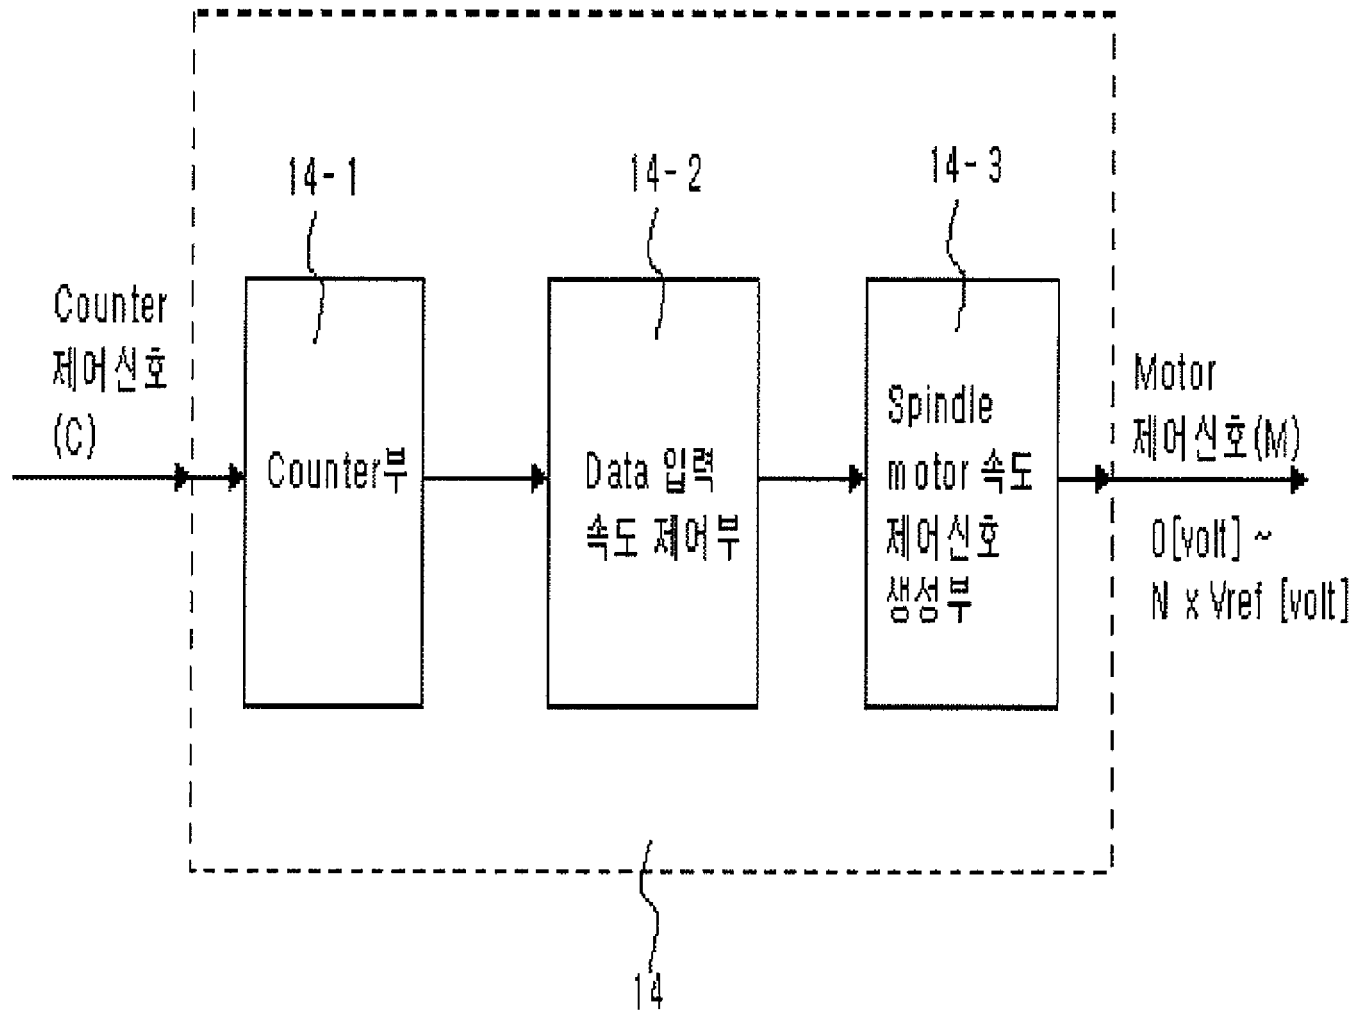 14-1
14-2
14-3
Counter
제어신호
(C)
Counter부
Data 입력
속도 제어부
Spindle
motor 속도
제어신호
생성부
Motor
제어신호(M)
0[volt] ~
N x Vref [volt]
14